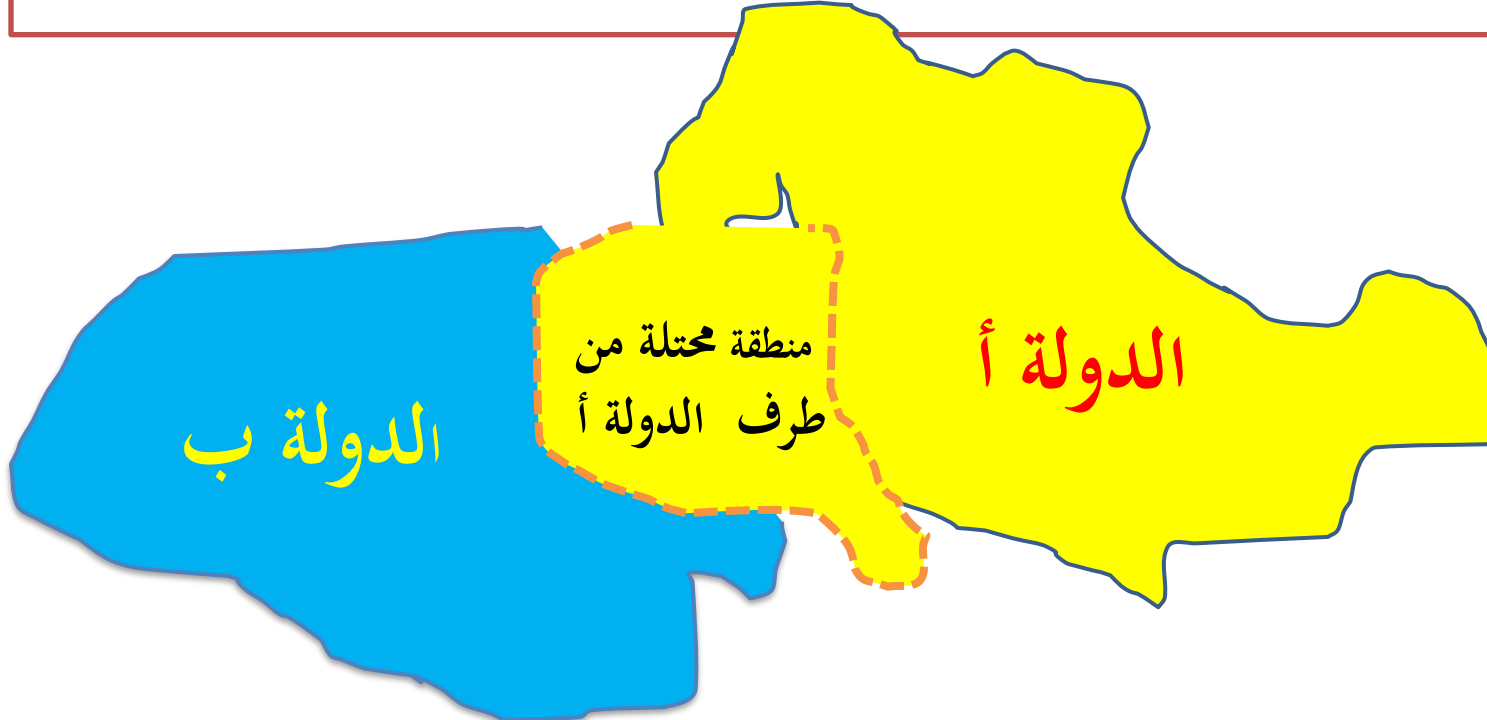 الدولة أ
منطقة محتلة من
طرف الدولة أ
الدولة ب